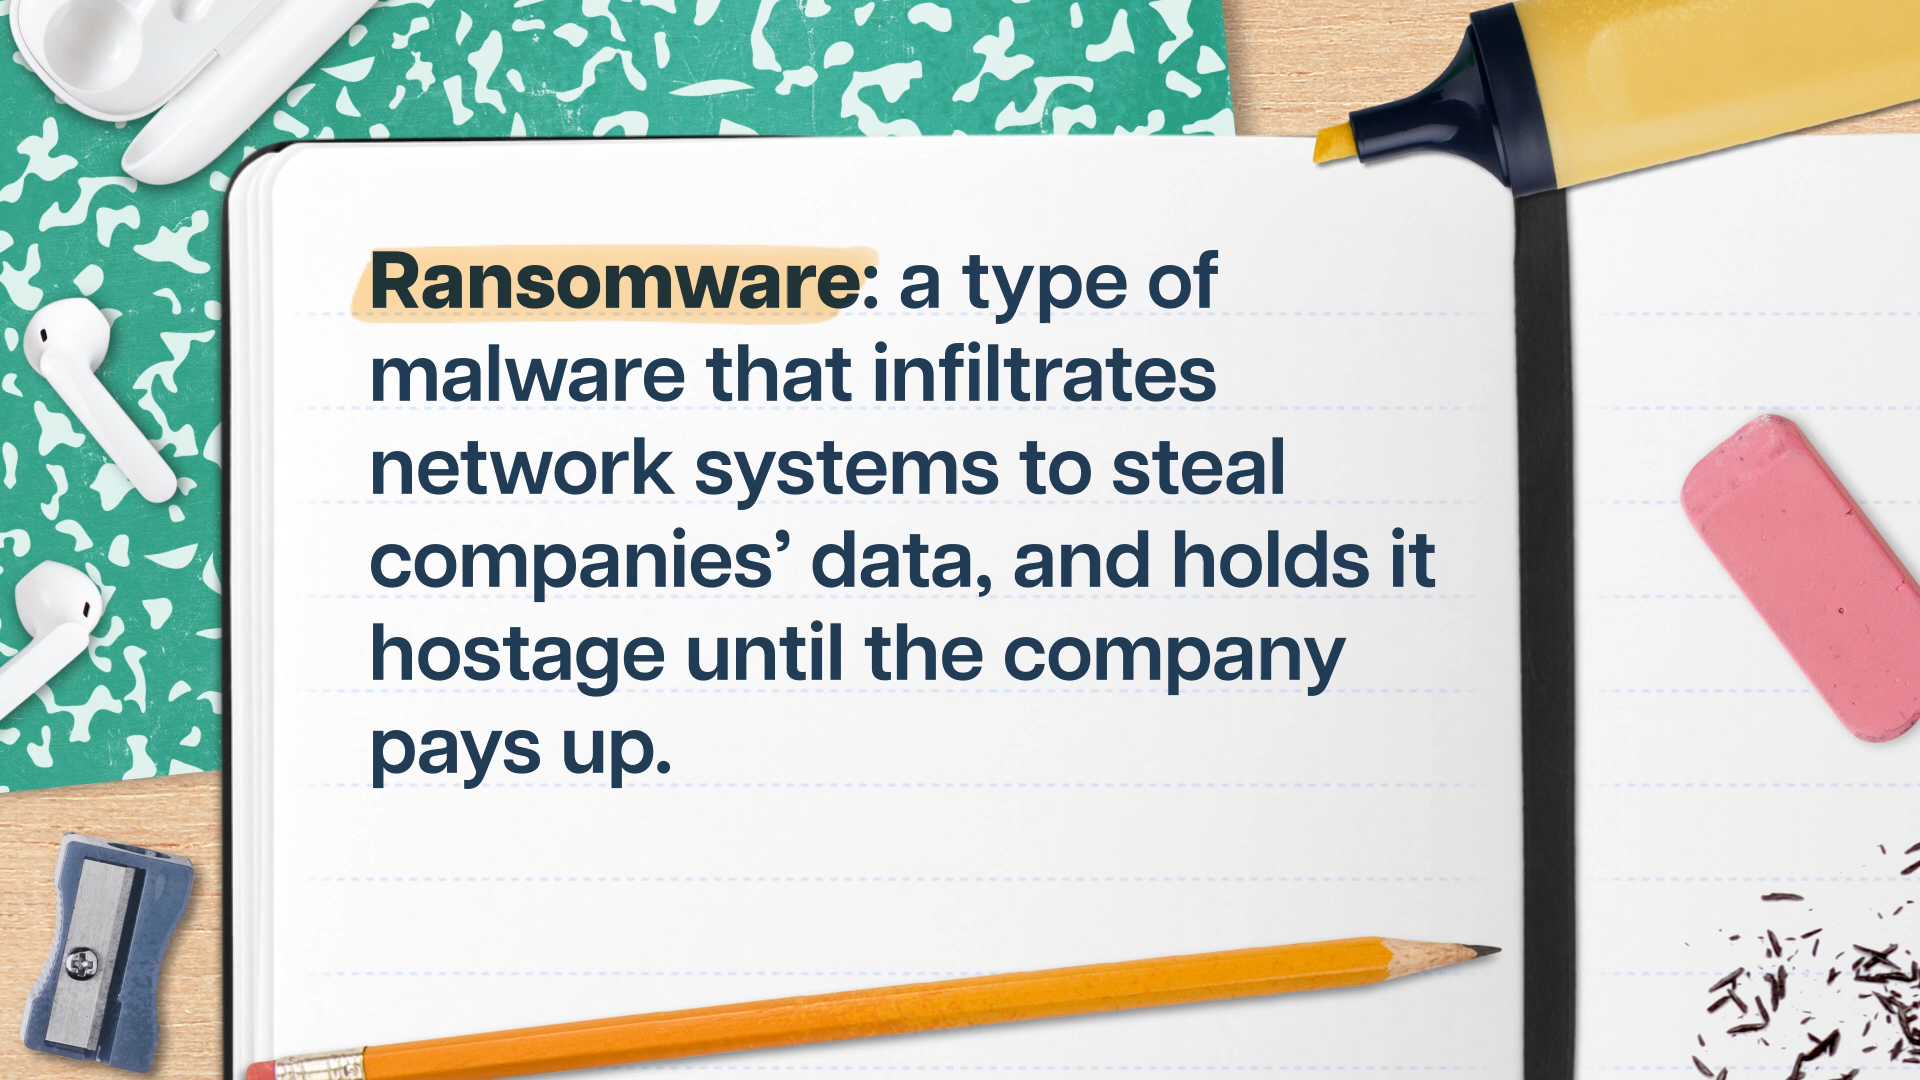 Ransomware: a type of
malware that infiltrates
network systems to steal
companies’ data, and holds it
hostage until the company
pays up.